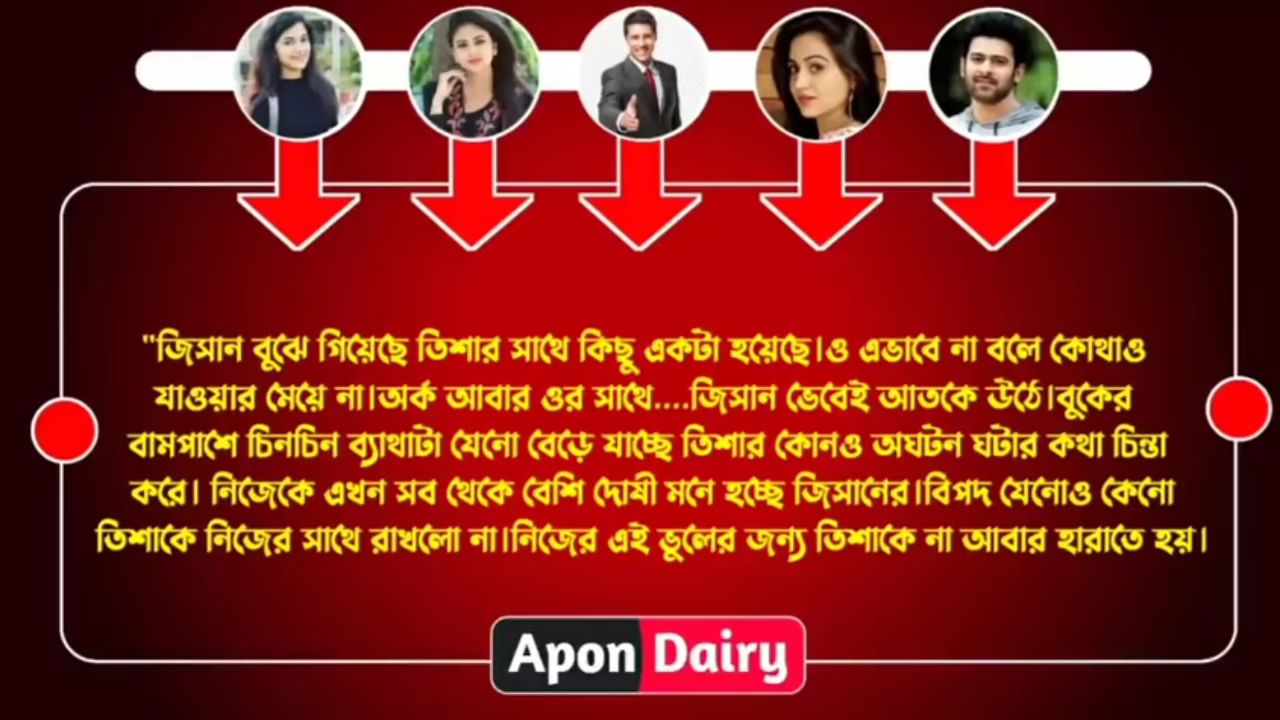 "জিসান বুঝে গিয়েছে তিশার সাথে কিছু একটা হয়েছে।ও এভাবে না বলে কোথাও
যাওয়ার মেয়ে না।অর্ক আবার ওর সাথে....জিসান ভেবেই আতকে উঠে।বুকের
বামপাশে চিনচিন ব্যাথাটা যেনো বেড়ে যাচ্ছে তিশার কোনও অঘটন ঘটার কথা চিন্তা
করে। নিজেকে এখন সব থেকে বেশি দোষী মনে হচ্ছে জিসানের।বিপদ যেনোও কেনো
তিশাকে নিজের সাথে রাখলো না।।নিজের এই ভুলের জন্য তিশাকে না আবার হারাতে হয়।
Apon Dairy